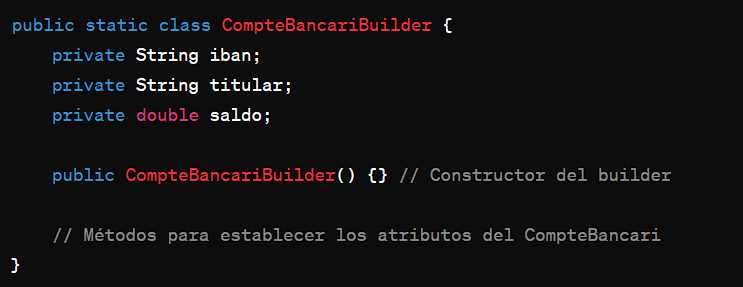 public static class CompteBancariBuilder {
    private String iban;
    private String titular;
    private double saldo;

    public CompteBancariBuilder() {} // Constructor del builder

    // Métodos para establecer los atributos del CompteBancari
}